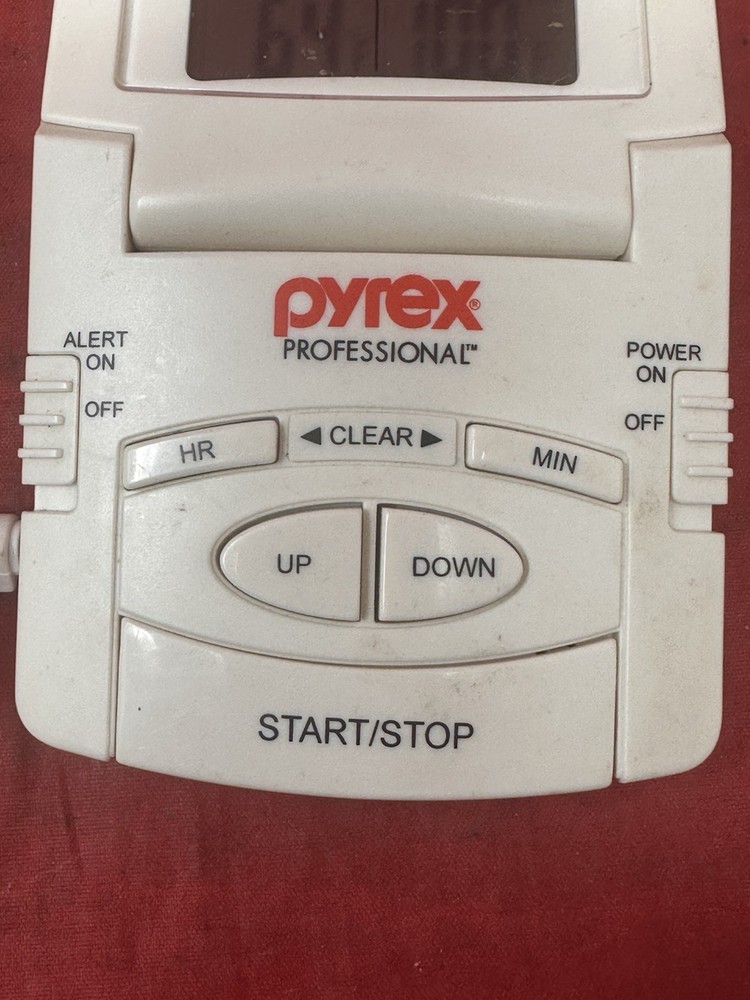 pyrex®
PROFESSIONAL™
ALERT
ON
OFF
POWER
ON
OFF
HR
◀ CLEAR ▶
MIN
UP
DOWN
START/STOP